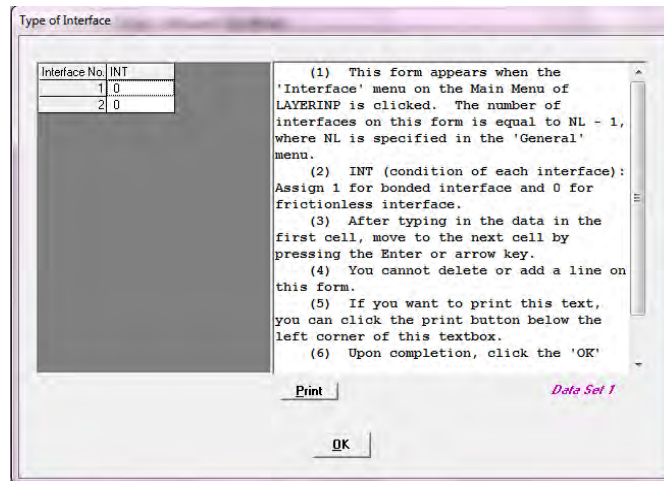 Type of Interface
Interface No. INT
1 0
2 0
(1) This form appears when the
'Interface' menu on the Main Menu of
LAYERINP is clicked. The number of
interfaces on this form is equal to NL - 1,
where NL is specified in the 'General'
menu.
(2) INT (condition of each interface):
Assign 1 for bonded interface and 0 for
frictionless interface.
(3) After typing in the data in the
first cell, move to the next cell by
pressing the Enter or arrow key.
(4) You cannot delete or add a line on
this form.
(5) If you want to print this text,
you can click the print button below the
left corner of this textbox.
(6) Upon completion, click the 'OK'
Print
Data Set 1
OK